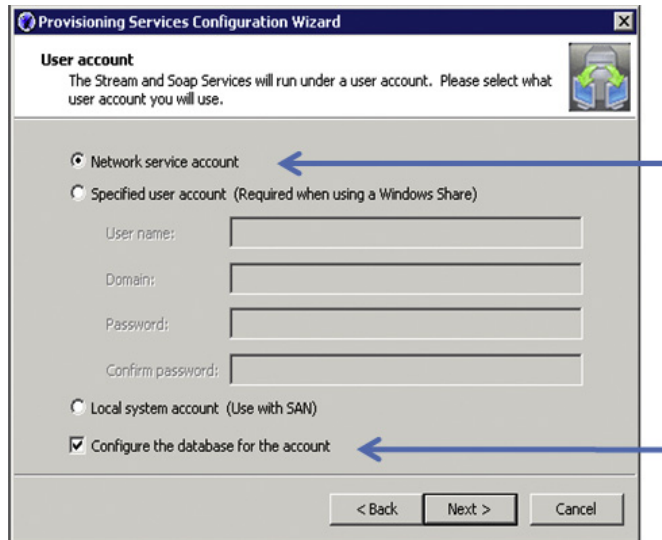 Provisioning Services Configuration Wizard
User account
The Stream and Soap Services will run under a user account. Please select what
user account you will use.
Network service account
Specified user account (Required when using a Windows Share)
User name:
Domain:
Password:
Confirm password:
Local system account (Use with SAN)
Configure the database for the account
< Back Next > Cancel